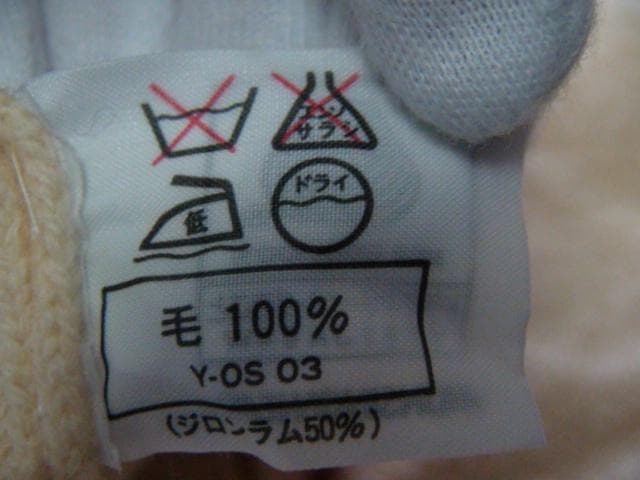 エンソ
サラシ
低
ドライ
毛 100%
Y-OS 03
(ジロンラム50%)